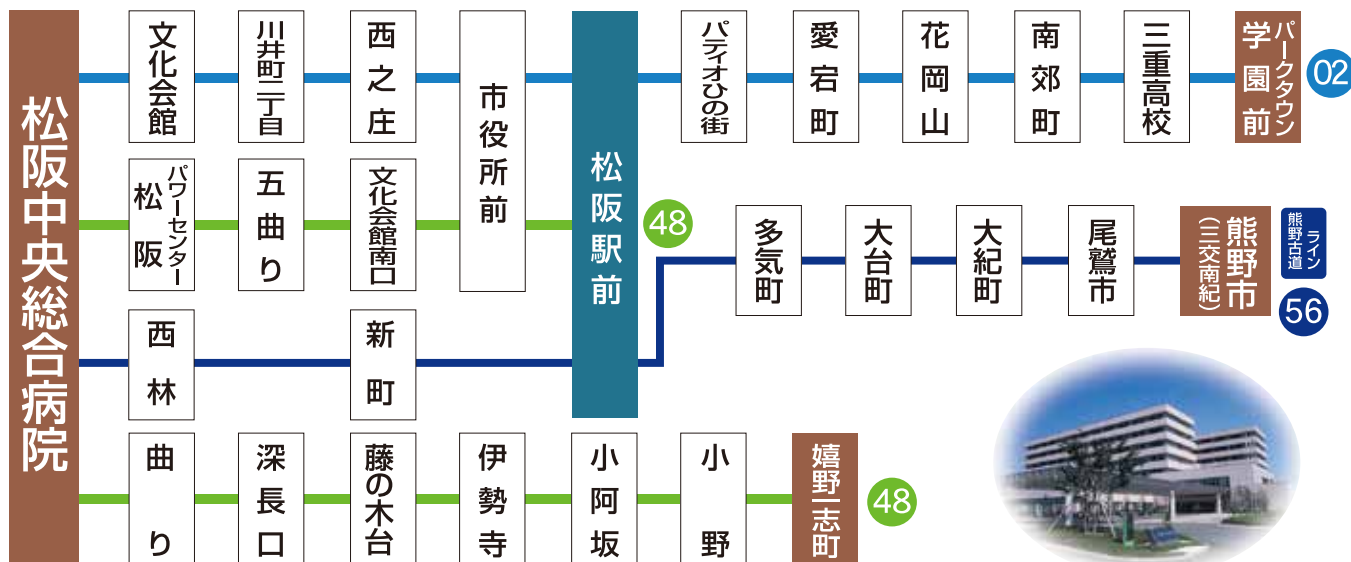 松阪中央総合病院
文化会館
川井町二丁目
西之庄
市役所前
松阪駅前
パティオひの街
愛宕町
花岡山
南郊町
三重高校
パークタウン
学園前
02
パワーセンター
松阪
五曲り
文化会館南口
48
西林
新町
多気町
大台町
大紀町
尾鷲市
熊野市
(三交南紀)
ライン
熊野古道
56
曲り
深長口
藤の木台
伊勢寺
小阿坂
小野
嬉野一志町
48